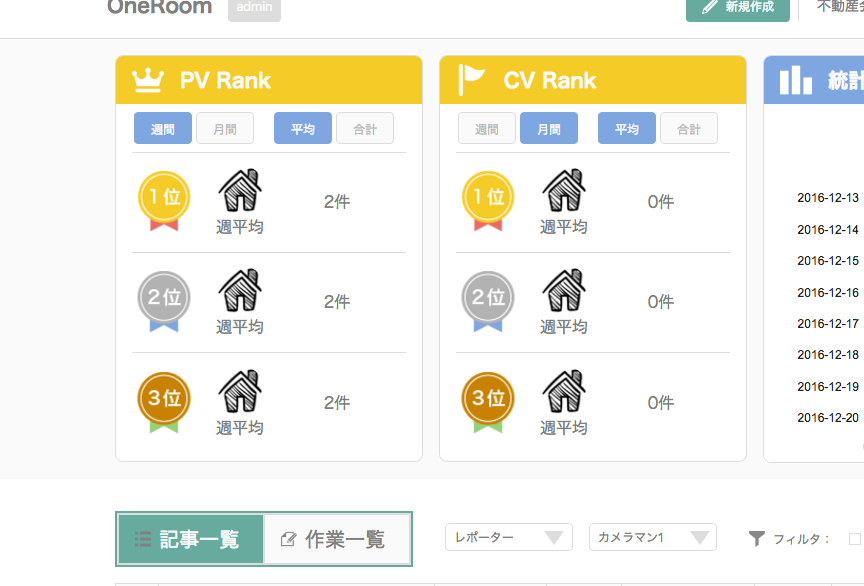 OneRoom admin 新規作成
PV Rank
週間 月間 平均 合計
1位 2件
週平均
2位 2件
週平均
3位 2件
週平均
CV Rank
週間 月間 平均 合計
1位 0件
週平均
2位 0件
週平均
3位 0件
週平均
2016-12-13
2016-12-14
2016-12-15
2016-12-16
2016-12-17
2016-12-18
2016-12-19
2016-12-20
記事一覧 作業一覧 レポーター カメラマン1 フィルタ：